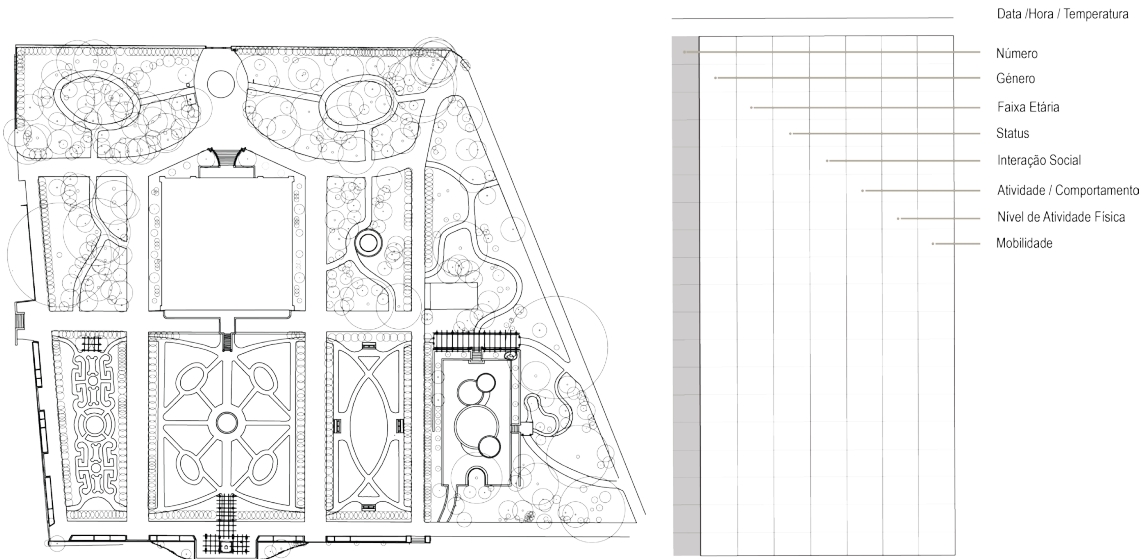 Data /Hora / Temperatura
Número
Género
Faixa Etária
Status
Interação Social
Atividade / Comportamento
Nível de Atividade Física
Mobilidade